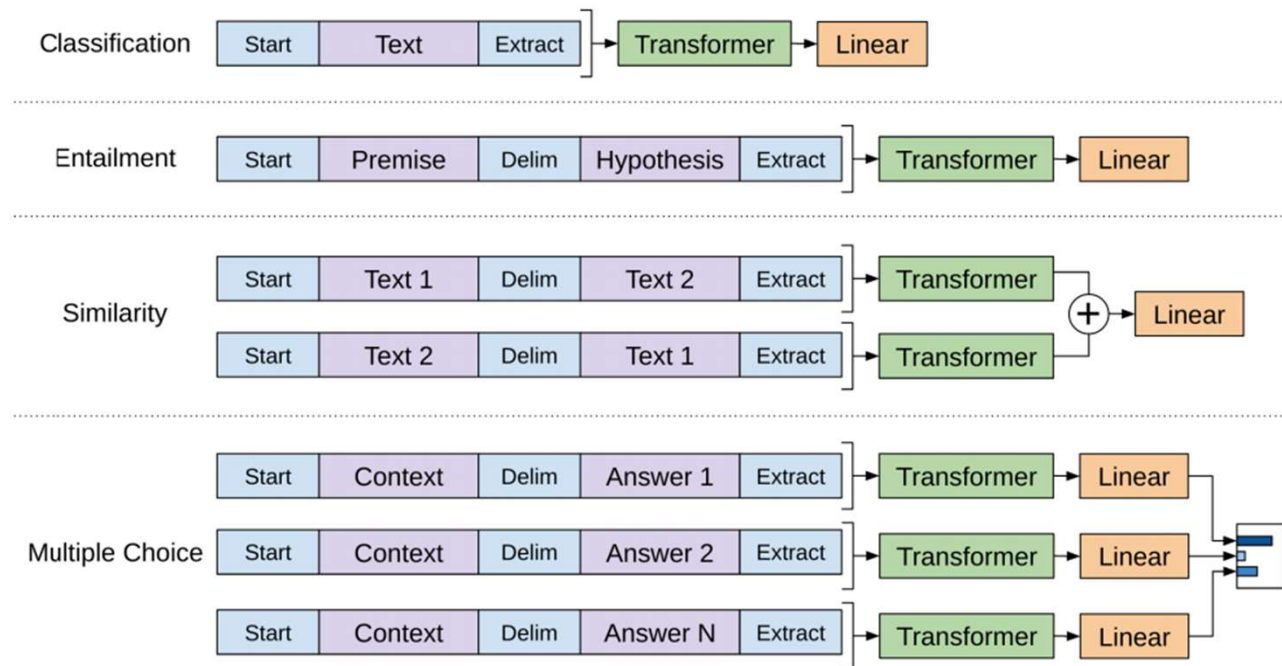 Classification Start Text Extract Transformer Linear
Entailment Start Premise Delim Hypothesis Extract Transformer Linear
Similarity
Start Text 1 Delim Text 2 Extract Transformer
+ Linear
Start Text 2 Delim Text 1 Extract Transformer
Multiple Choice
Start Context Delim Answer 1 Extract Transformer Linear
Start Context Delim Answer 2 Extract Transformer Linear
Start Context Delim Answer N Extract Transformer Linear